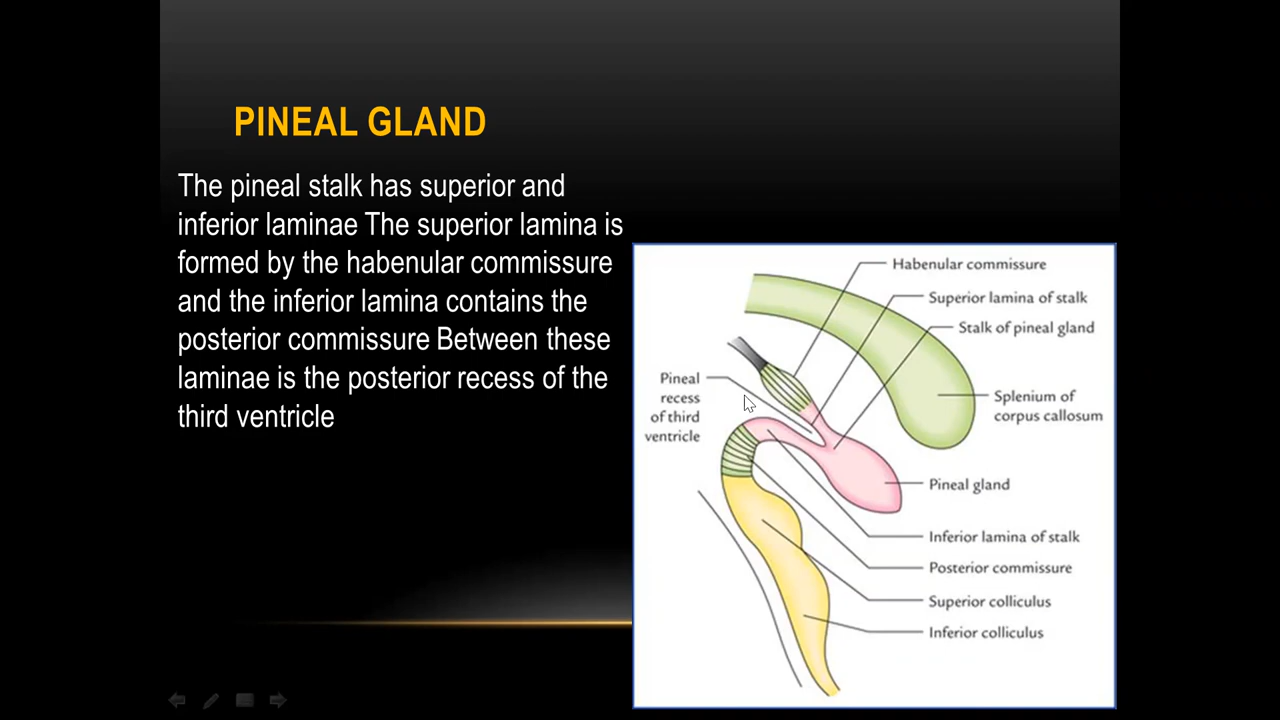 PINEAL GLAND
The pineal stalk has superior and
inferior laminae The superior lamina is
formed by the habenular commissure
and the inferior lamina contains the
posterior commissure Between these
laminae is the posterior recess of the
third ventricle
Habenular commissure
Superior lamina of stalk
Stalk of pineal gland
Pineal
recess
of third
ventricle
Splenium of
corpus callosum
Pineal gland
Inferior lamina of stalk
Posterior commissure
Superior colliculus
Inferior colliculus